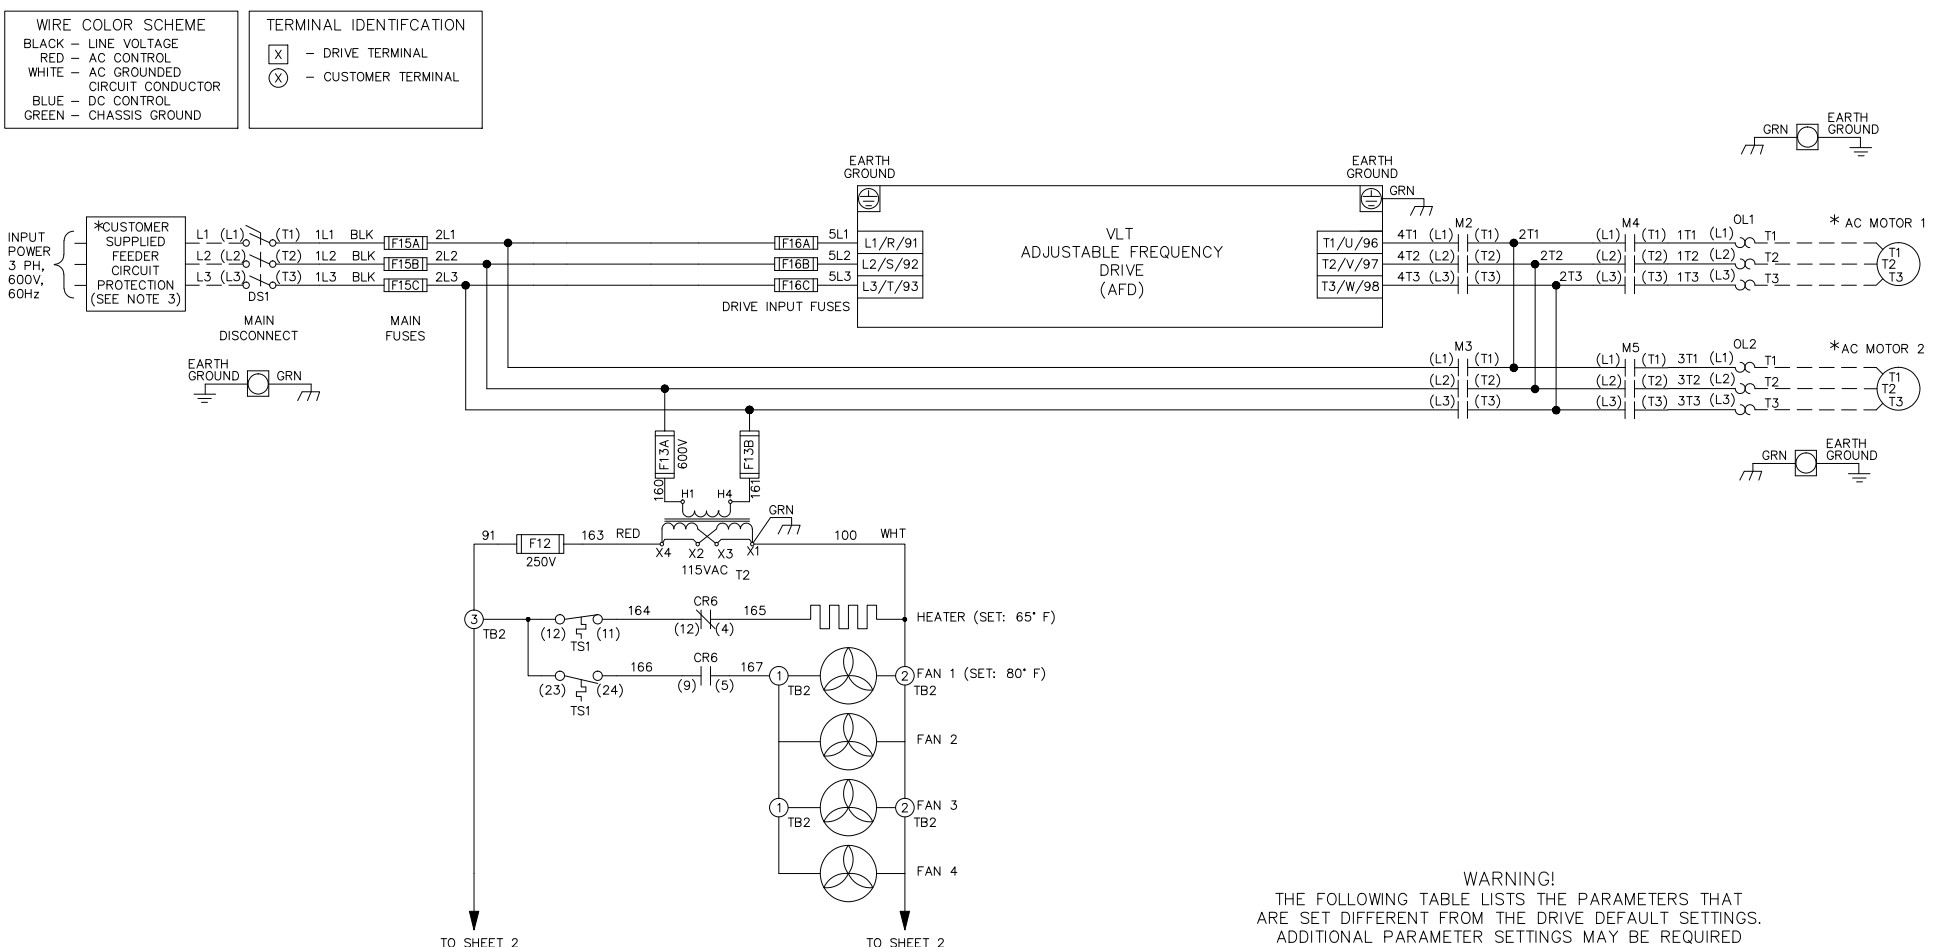 WIRE COLOR SCHEME
BLACK – LINE VOLTAGE
RED – AC CONTROL
WHITE – AC GROUNDED
CIRCUIT CONDUCTOR
BLUE – DC CONTROL
GREEN – CHASSIS GROUND
TERMINAL IDENTIFCATION
X – DRIVE TERMINAL
X – CUSTOMER TERMINAL
GRN
EARTH
GROUND
EARTH
GROUND
EARTH
GROUND
GRN
INPUT
POWER
3 PH,
600V,
60Hz
*CUSTOMER
SUPPLIED
FEEDER
CIRCUIT
PROTECTION
(SEE NOTE 3)
L1 (L1) (T1) 1L1 BLK F15A 2L1 F16A 5L1 L1/R/91
L2 (L2) (T2) 1L2 BLK F15B 2L2 F16B 5L2 L2/S/92
L3 (L3) (T3) 1L3 BLK F15C 2L3 F16C 5L3 L3/T/93
DS1
MAIN
DISCONNECT
MAIN
FUSES
DRIVE INPUT FUSES
VLT
ADJUSTABLE FREQUENCY
DRIVE
(AFD)
M2 M4 OL1 * AC MOTOR 1
T1/U/96 4T1 (L1) (T1) 2T1 (L1) (T1) 1T1 (L1) T1 T1
T2/V/97 4T2 (L2) (T2) 2T2 (L2) (T2) 1T2 (L2) T2 T2
T3/W/98 4T3 (L3) (T3) 2T3 (L3) (T3) 1T3 (L3) T3 T3
EARTH
GROUND
GRN
M3 M5 OL2 *AC MOTOR 2
(L1) (T1) (L1) (T1) 3T1 (L1) T1 T1
(L2) (T2) (L2) (T2) 3T2 (L2) T2 T2
(L3) (T3) (L3) (T3) 3T3 (L3) T3 T3
GRN
EARTH
GROUND
F13A
600V
F13B
160
161
H1 H4
GRN
91 F12 163 RED
250V
X4 X2 X3 X1
100 WHT
115VAC T2
3
TB2
(12) (11) 164 CR6 165 HEATER (SET: 65° F)
TS1
(12) (4)
(23) (24) 166 CR6 167 1 2 FAN 1 (SET: 80° F)
TS1
(9) (5)
TB2 TB2
FAN 2
1 2 FAN 3
TB2 TB2
FAN 4
TO SHEET 2
TO SHEET 2
WARNING!
THE FOLLOWING TABLE LISTS THE PARAMETERS THAT
ARE SET DIFFERENT FROM THE DRIVE DEFAULT SETTINGS.
ADDITIONAL PARAMETER SETTINGS MAY BE REQUIRED